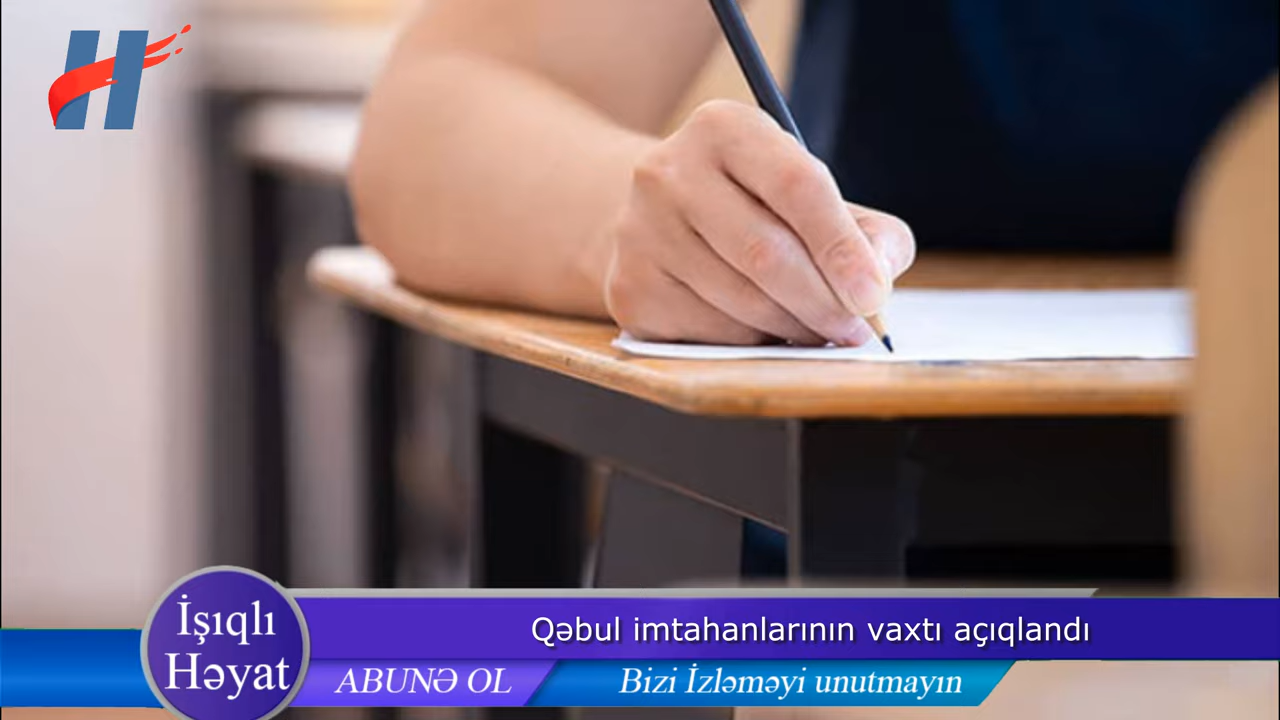 H
Qəbul imtahanlarının vaxtı açıqlandı
İşıqlı
Həyat
ABUNƏ OL
Bizi İzləməyi unutmayın